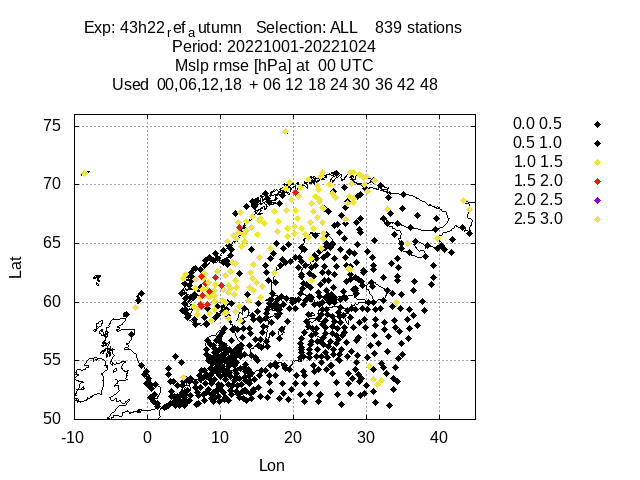 Exp: 43h22ref_autumn Selection: ALL 839 stations
Period: 20221001-20221024
Mslp rmse [hPa] at 00 UTC
Used 00,06,12,18 + 06 12 18 24 30 36 42 48
0.0 0.5
0.5 1.0
1.0 1.5
1.5 2.0
2.0 2.5
2.5 3.0
75
70
65
60
55
50
Lat
-10 0 10 20 30 40
Lon